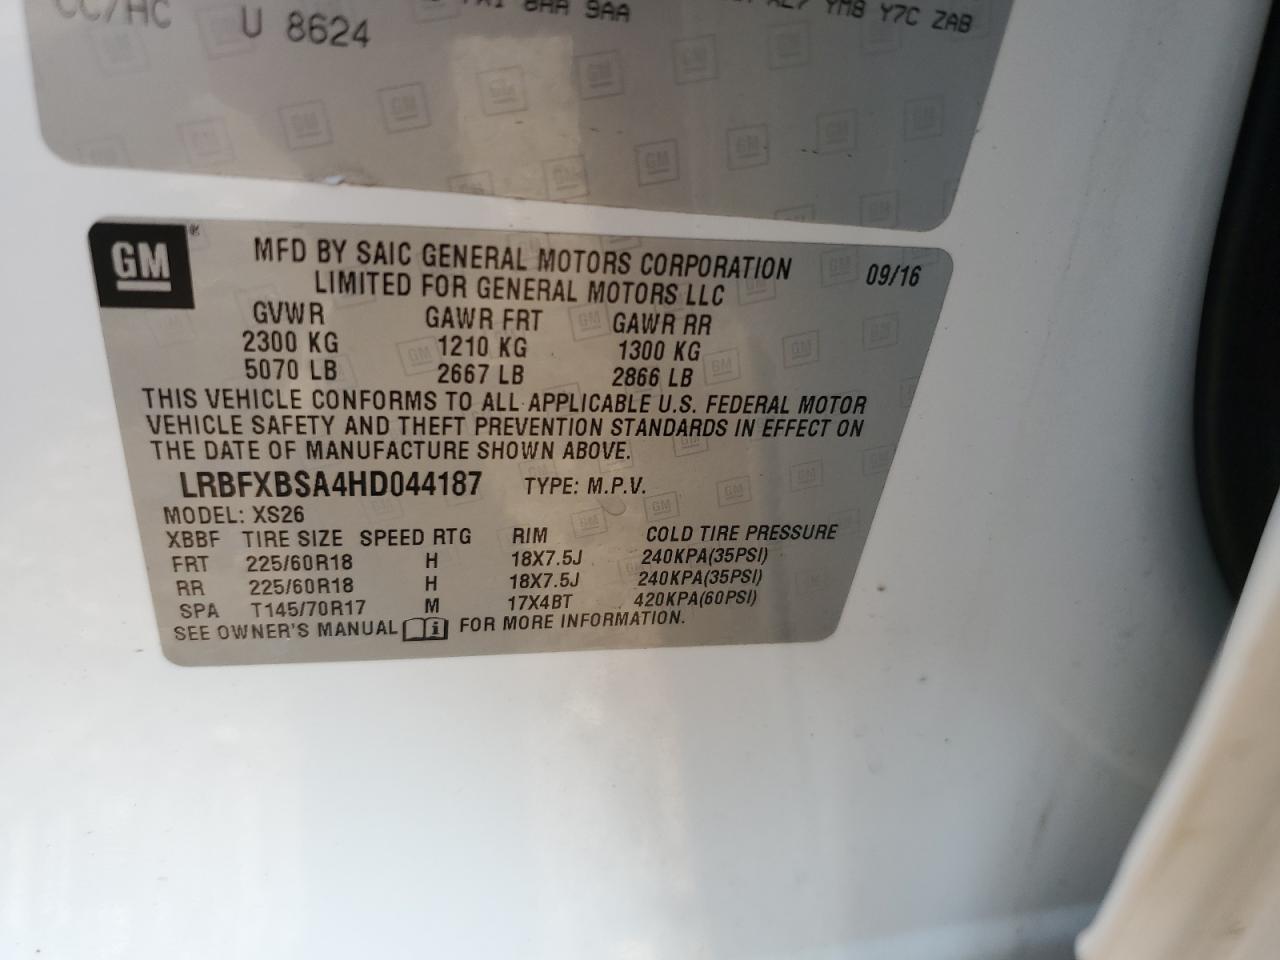 CC/HC U 8624
8AA 9AA
YM8 Y7C ZAB
GM
MFD BY SAIC GENERAL MOTORS CORPORATION 09/16
LIMITED FOR GENERAL MOTORS LLC
GVWR GAWR FRT GAWR RR
2300 KG 1210 KG 1300 KG
5070 LB 2667 LB 2866 LB
THIS VEHICLE CONFORMS TO ALL APPLICABLE U.S. FEDERAL MOTOR
VEHICLE SAFETY AND THEFT PREVENTION STANDARDS IN EFFECT ON
THE DATE OF MANUFACTURE SHOWN ABOVE.
LRBFXBSA4HD044187 TYPE: M.P.V.
MODEL: XS26
XBBF TIRE SIZE SPEED RTG RIM COLD TIRE PRESSURE
FRT 225/60R18 H 18X7.5J 240KPA(35PSI)
RR 225/60R18 H 18X7.5J 240KPA(35PSI)
SPA T145/70R17 M 17X4BT 420KPA(60PSI)
SEE OWNER'S MANUAL i FOR MORE INFORMATION.